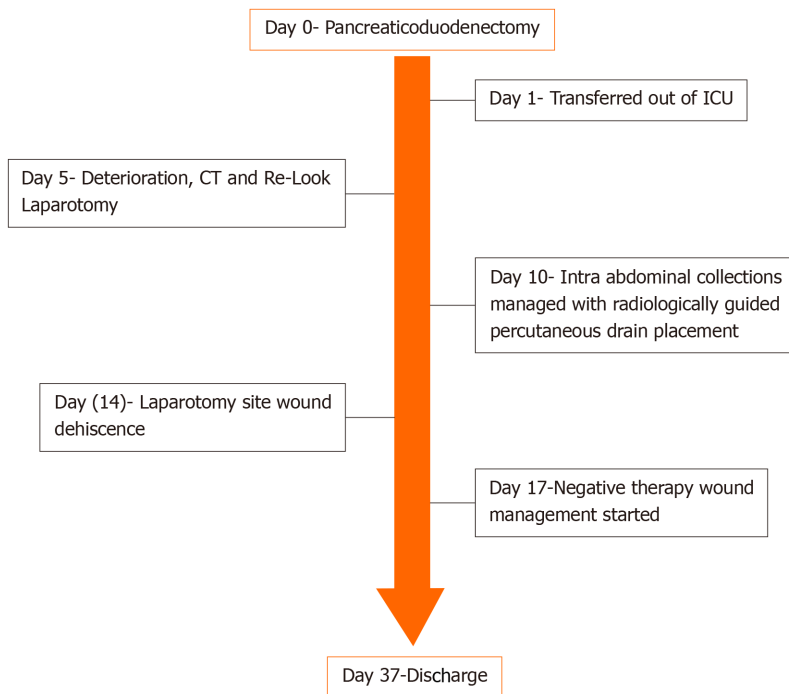 Day 0- Pancreaticoduodenectomy
Day 1- Transferred out of ICU
Day 5- Deterioration, CT and Re-Look
Laparotomy
Day 10- Intra abdominal collections
managed with radiologically guided
percutaneous drain placement
Day (14)- Laparotomy site wound
dehiscence
Day 17-Negative therapy wound
management started
Day 37-Discharge